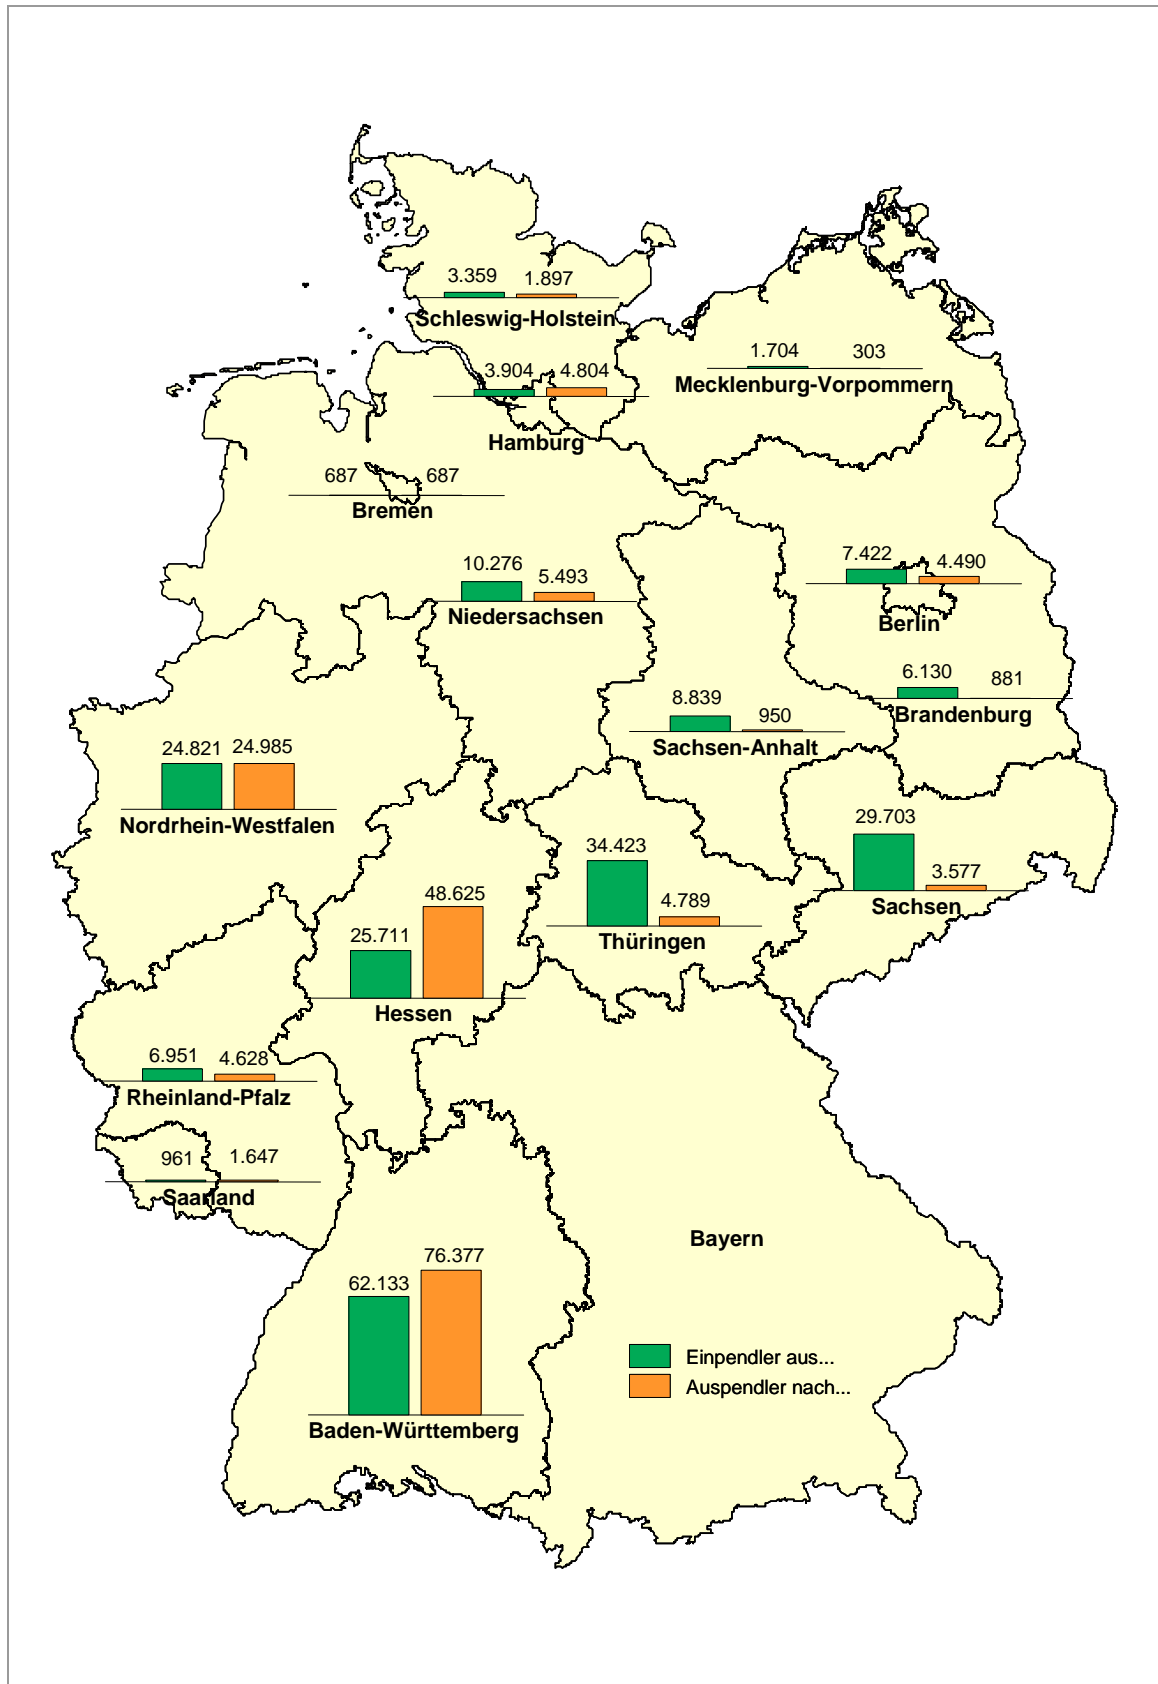 3.359 1.897
Schleswig-Holstein
1.704 303
Mecklenburg-Vorpommern
3.904 4.804
Hamburg
687 687
Bremen
10.276 5.493
Niedersachsen
7.422 4.490
Berlin
6.130 881
Brandenburg
8.839 950
Sachsen-Anhalt
24.821 24.985
Nordrhein-Westfalen
29.703 3.577
Sachsen
34.423 4.789
Thüringen
25.711 48.625
Hessen
6.951 4.628
Rheinland-Pfalz
961 1.647
Saarland
Bayern
62.133 76.377
Baden-Württemberg
Einpendler aus...
Auspendler nach...